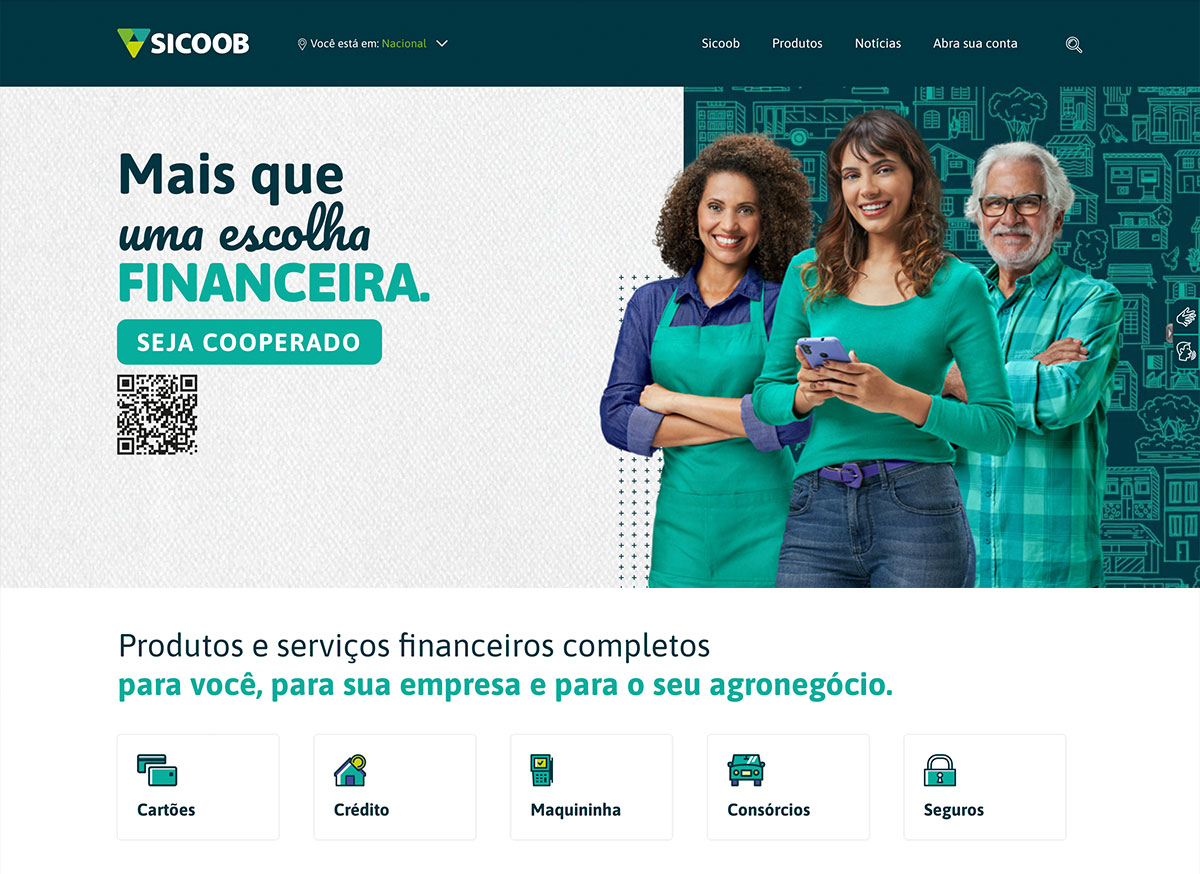 SICOOB
Você está em: Nacional
Sicoob
Produtos
Notícias
Abra sua conta
Mais que
uma escolha
FINANCEIRA.
SEJA COOPERADO
Produtos e serviços financeiros completos
para você, para sua empresa e para o seu agronegócio.
Cartões
Crédito
Maquininha
Consórcios
Seguros